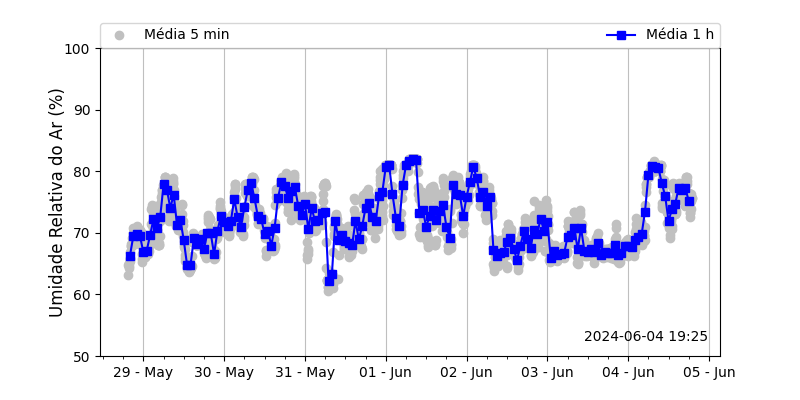 Média 5 min
Média 1 h
Umidade Relativa do Ar (%)
100
90
80
70
60
50
2024-06-04 19:25
29 - May
30 - May
31 - May
01 - Jun
02 - Jun
03 - Jun
04 - Jun
05 - Jun